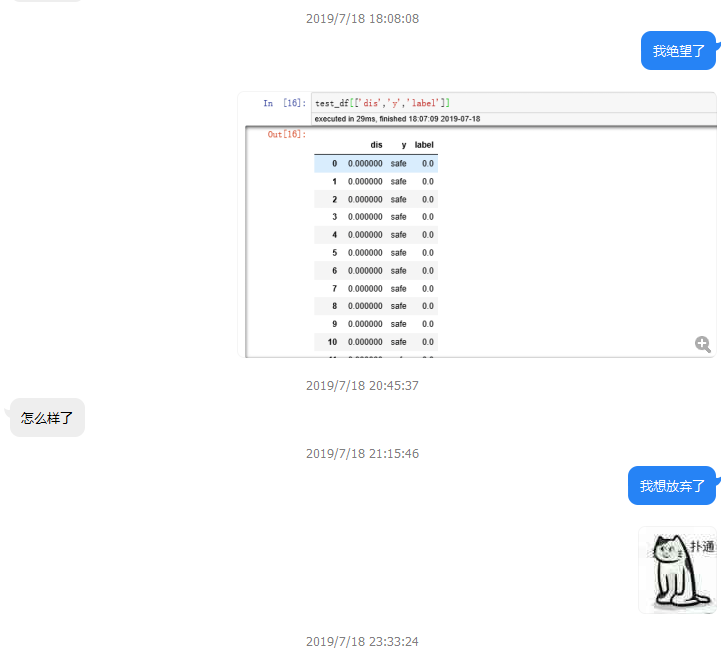 2019/7/18 18:08:08
我绝望了
In [16]: test_df[['dis','y','label']]
executed in 29ms, finished 18:07:09 2019-07-18
Out[16]:
dis y label
0 0.000000 safe 0.0
1 0.000000 safe 0.0
2 0.000000 safe 0.0
3 0.000000 safe 0.0
4 0.000000 safe 0.0
5 0.000000 safe 0.0
6 0.000000 safe 0.0
7 0.000000 safe 0.0
8 0.000000 safe 0.0
9 0.000000 safe 0.0
10 0.000000 safe 0.0
2019/7/18 20:45:37
怎么样了
2019/7/18 21:15:46
我想放弃了
扑通
2019/7/18 23:33:24